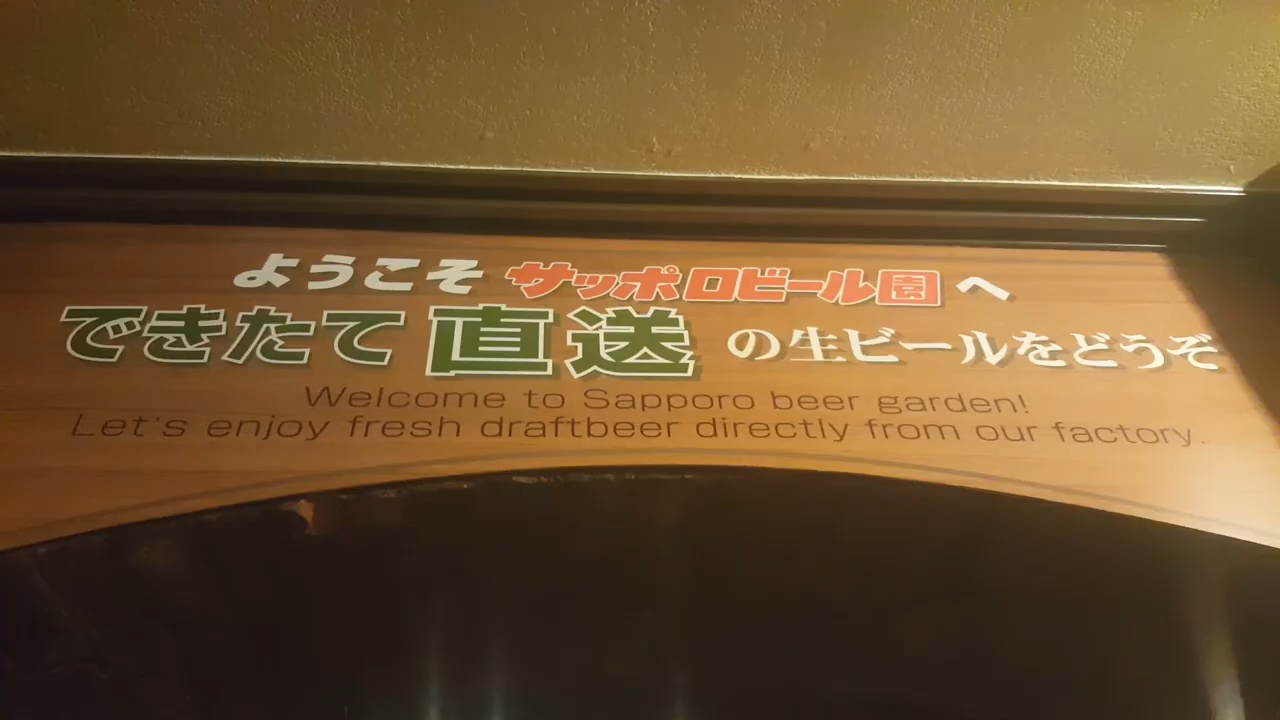 ようこそ サッポロビール園 へ
できたて 直送 の生ビールをどうぞ
Welcome to Sapporo beer garden!
Let's enjoy fresh draftbeer directly from our factory.